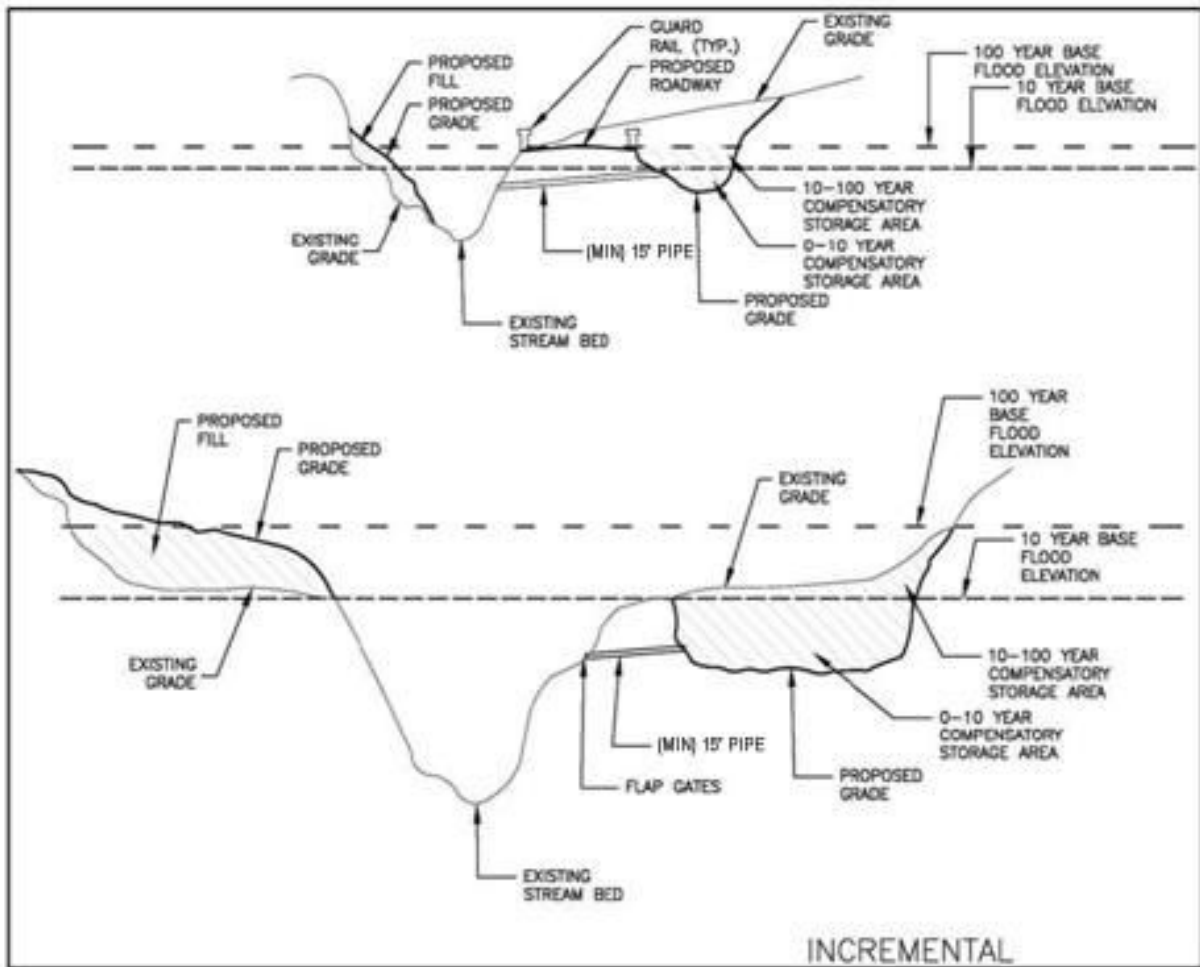 GUARD
RAIL (TYP.)
EXISTING
GRADE
PROPOSED
FILL
PROPOSED
ROADWAY
PROPOSED
GRADE
100 YEAR BASE
FLOOD ELEVATION
10 YEAR BASE
FLOOD ELEVATION
10-100 YEAR
COMPENSATORY
STORAGE AREA
EXISTING
GRADE
(MIN) 15" PIPE
0-10 YEAR
COMPENSATORY
STORAGE AREA
PROPOSED
GRADE
EXISTING
STREAM BED
100 YEAR
BASE
FLOOD
ELEVATION
PROPOSED
FILL
PROPOSED
GRADE
EXISTING
GRADE
10 YEAR BASE
FLOOD
ELEVATION
EXISTING
GRADE
10-100 YEAR
COMPENSATORY
STORAGE AREA
0-10 YEAR
COMPENSATORY
STORAGE AREA
(MIN) 15" PIPE
FLAP GATES
PROPOSED
GRADE
EXISTING
STREAM BED
INCREMENTAL